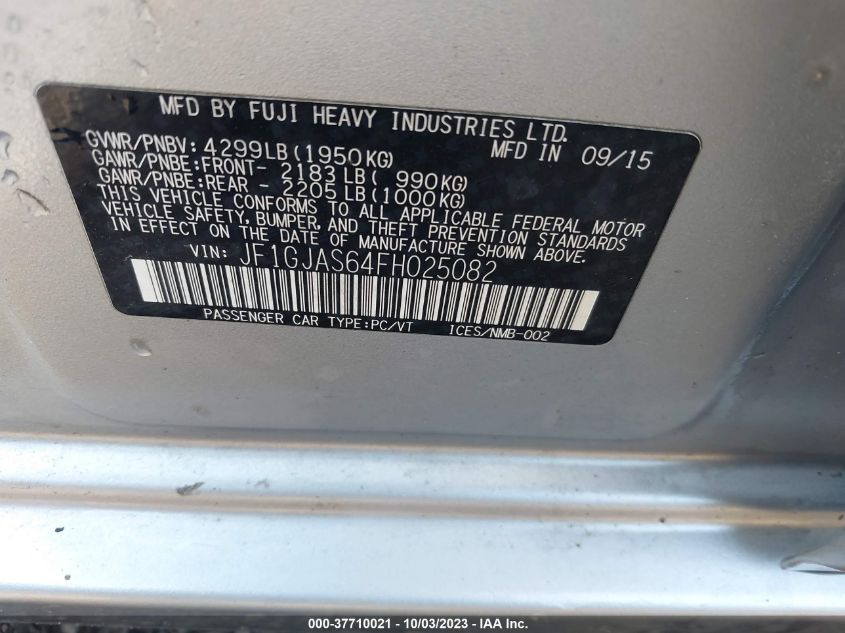 MFD BY FUJI HEAVY INDUSTRIES LTD.
GVWR/PNBV: 4299LB(1950KG) MFD IN 09/15
GAWR/PNBE:FRONT- 2183LB( 990KG)
GAWR/PNBE:REAR - 2205LB(1000KG)
THIS VEHICLE CONFORMS TO ALL APPLICABLE FEDERAL MOTOR
VEHICLE SAFETY, BUMPER, AND THEFT PREVENTION STANDARDS
IN EFFECT ON THE DATE OF MANUFACTURE SHOWN ABOVE.
VIN: JF1GJAS64FH025082
PASSENGER CAR TYPE:PC/VT ICES/NMB-002
000-37710021 - 10/03/2023 - IAA Inc.